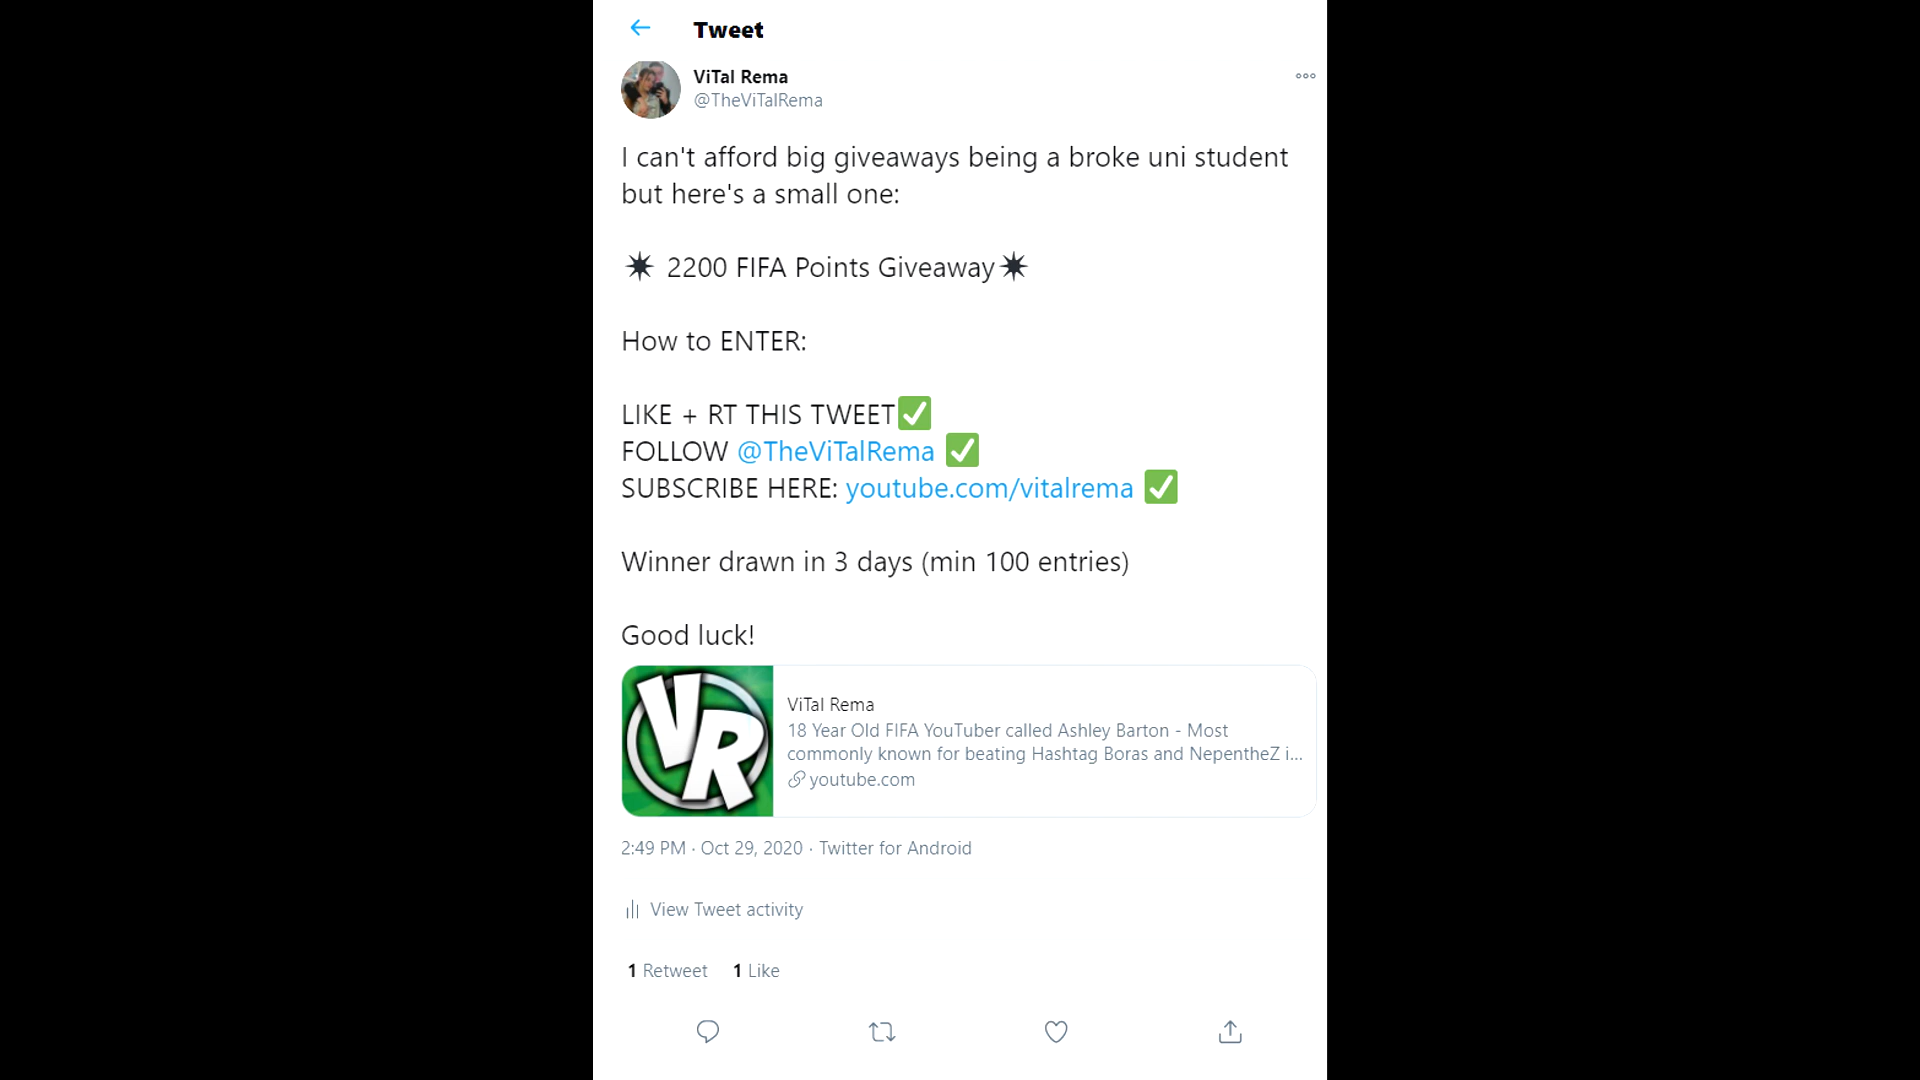 Tweet
ViTal Rema
@TheViTalRema
I can't afford big giveaways being a broke uni student
but here's a small one:
✴ 2200 FIFA Points Giveaway✴
How to ENTER:
LIKE + RT THIS TWEET✅
FOLLOW @TheViTalRema ✅
SUBSCRIBE HERE: youtube.com/vitalrema ✅
Winner drawn in 3 days (min 100 entries)
Good luck!
VR
ViTal Rema
18 Year Old FIFA YouTuber called Ashley Barton - Most
commonly known for beating Hashtag Boras and NepentheZ i...
youtube.com
2:49 PM · Oct 29, 2020 · Twitter for Android
View Tweet activity
1 Retweet 1 Like